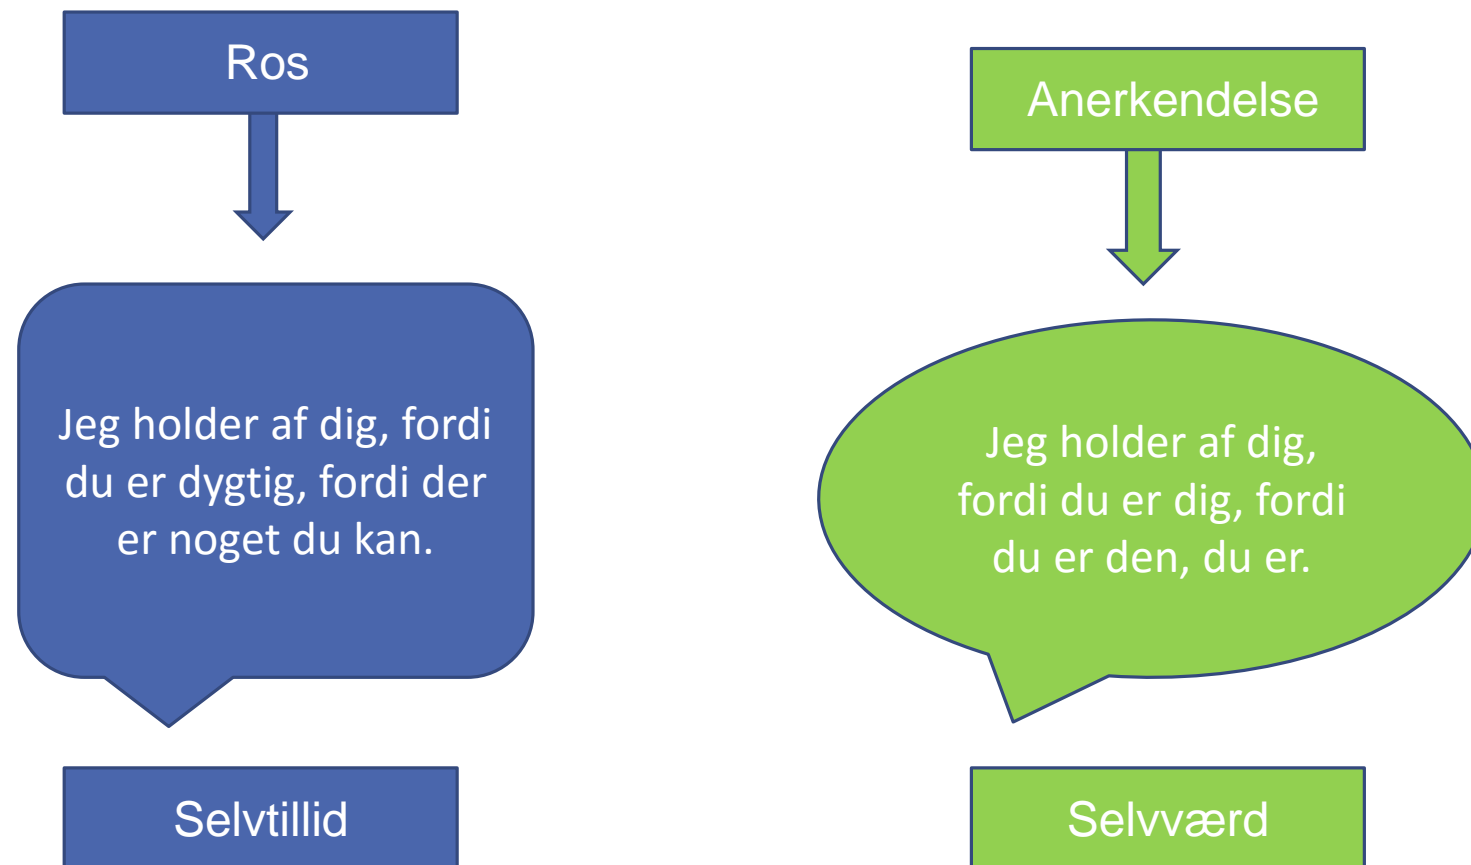 Ros
Jeg holder af dig, fordi
du er dygtig, fordi der
er noget du kan.
Selvtillid
Anerkendelse
Jeg holder af dig,
fordi du er dig, fordi
du er den, du er.
Selvværd